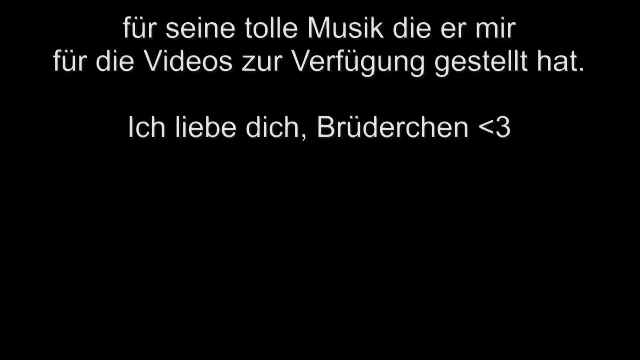 für seine tolle Musik die er mir
für die Videos zur Verfügung gestellt hat.
Ich liebe dich, Brüderchen <3